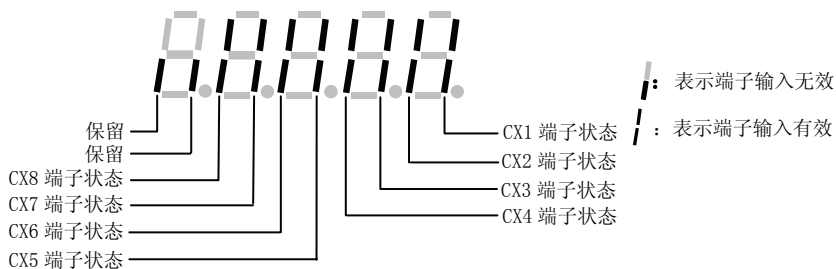 ：表示端子输入无效
：表示端子输入有效
保留
保留
CX8 端子状态
CX7 端子状态
CX6 端子状态
CX5 端子状态
CX1 端子状态
CX2 端子状态
CX3 端子状态
CX4 端子状态